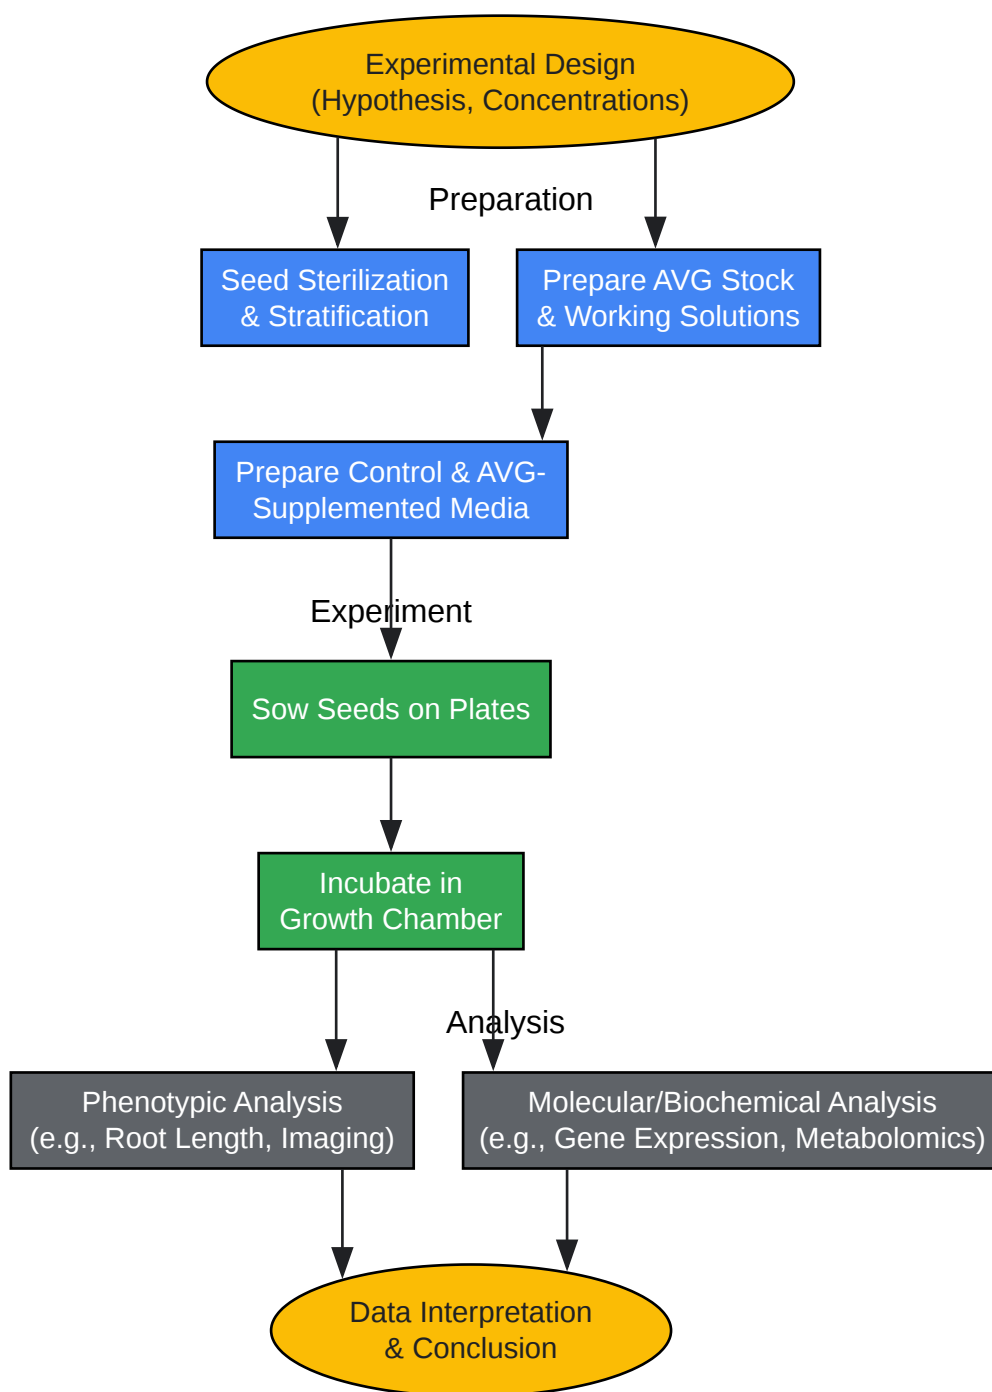 Experimental Design
(Hypothesis, Concentrations)
Preparation
Seed Sterilization
& Stratification
Prepare AVG Stock
& Working Solutions
Prepare Control & AVG-
Supplemented Media
Experiment
Sow Seeds on Plates
Incubate in
Growth Chamber
Analysis
Phenotypic Analysis
(e.g., Root Length, Imaging)
Molecular/Biochemical Analysis
(e.g., Gene Expression, Metabolomics)
Data Interpretation
& Conclusion